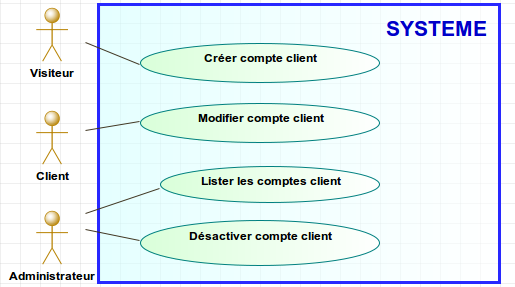 SYSTEME
Créer compte client
Visiteur
Modifier compte client
Client
Lister les comptes client
Désactiver compte client
Administrateur